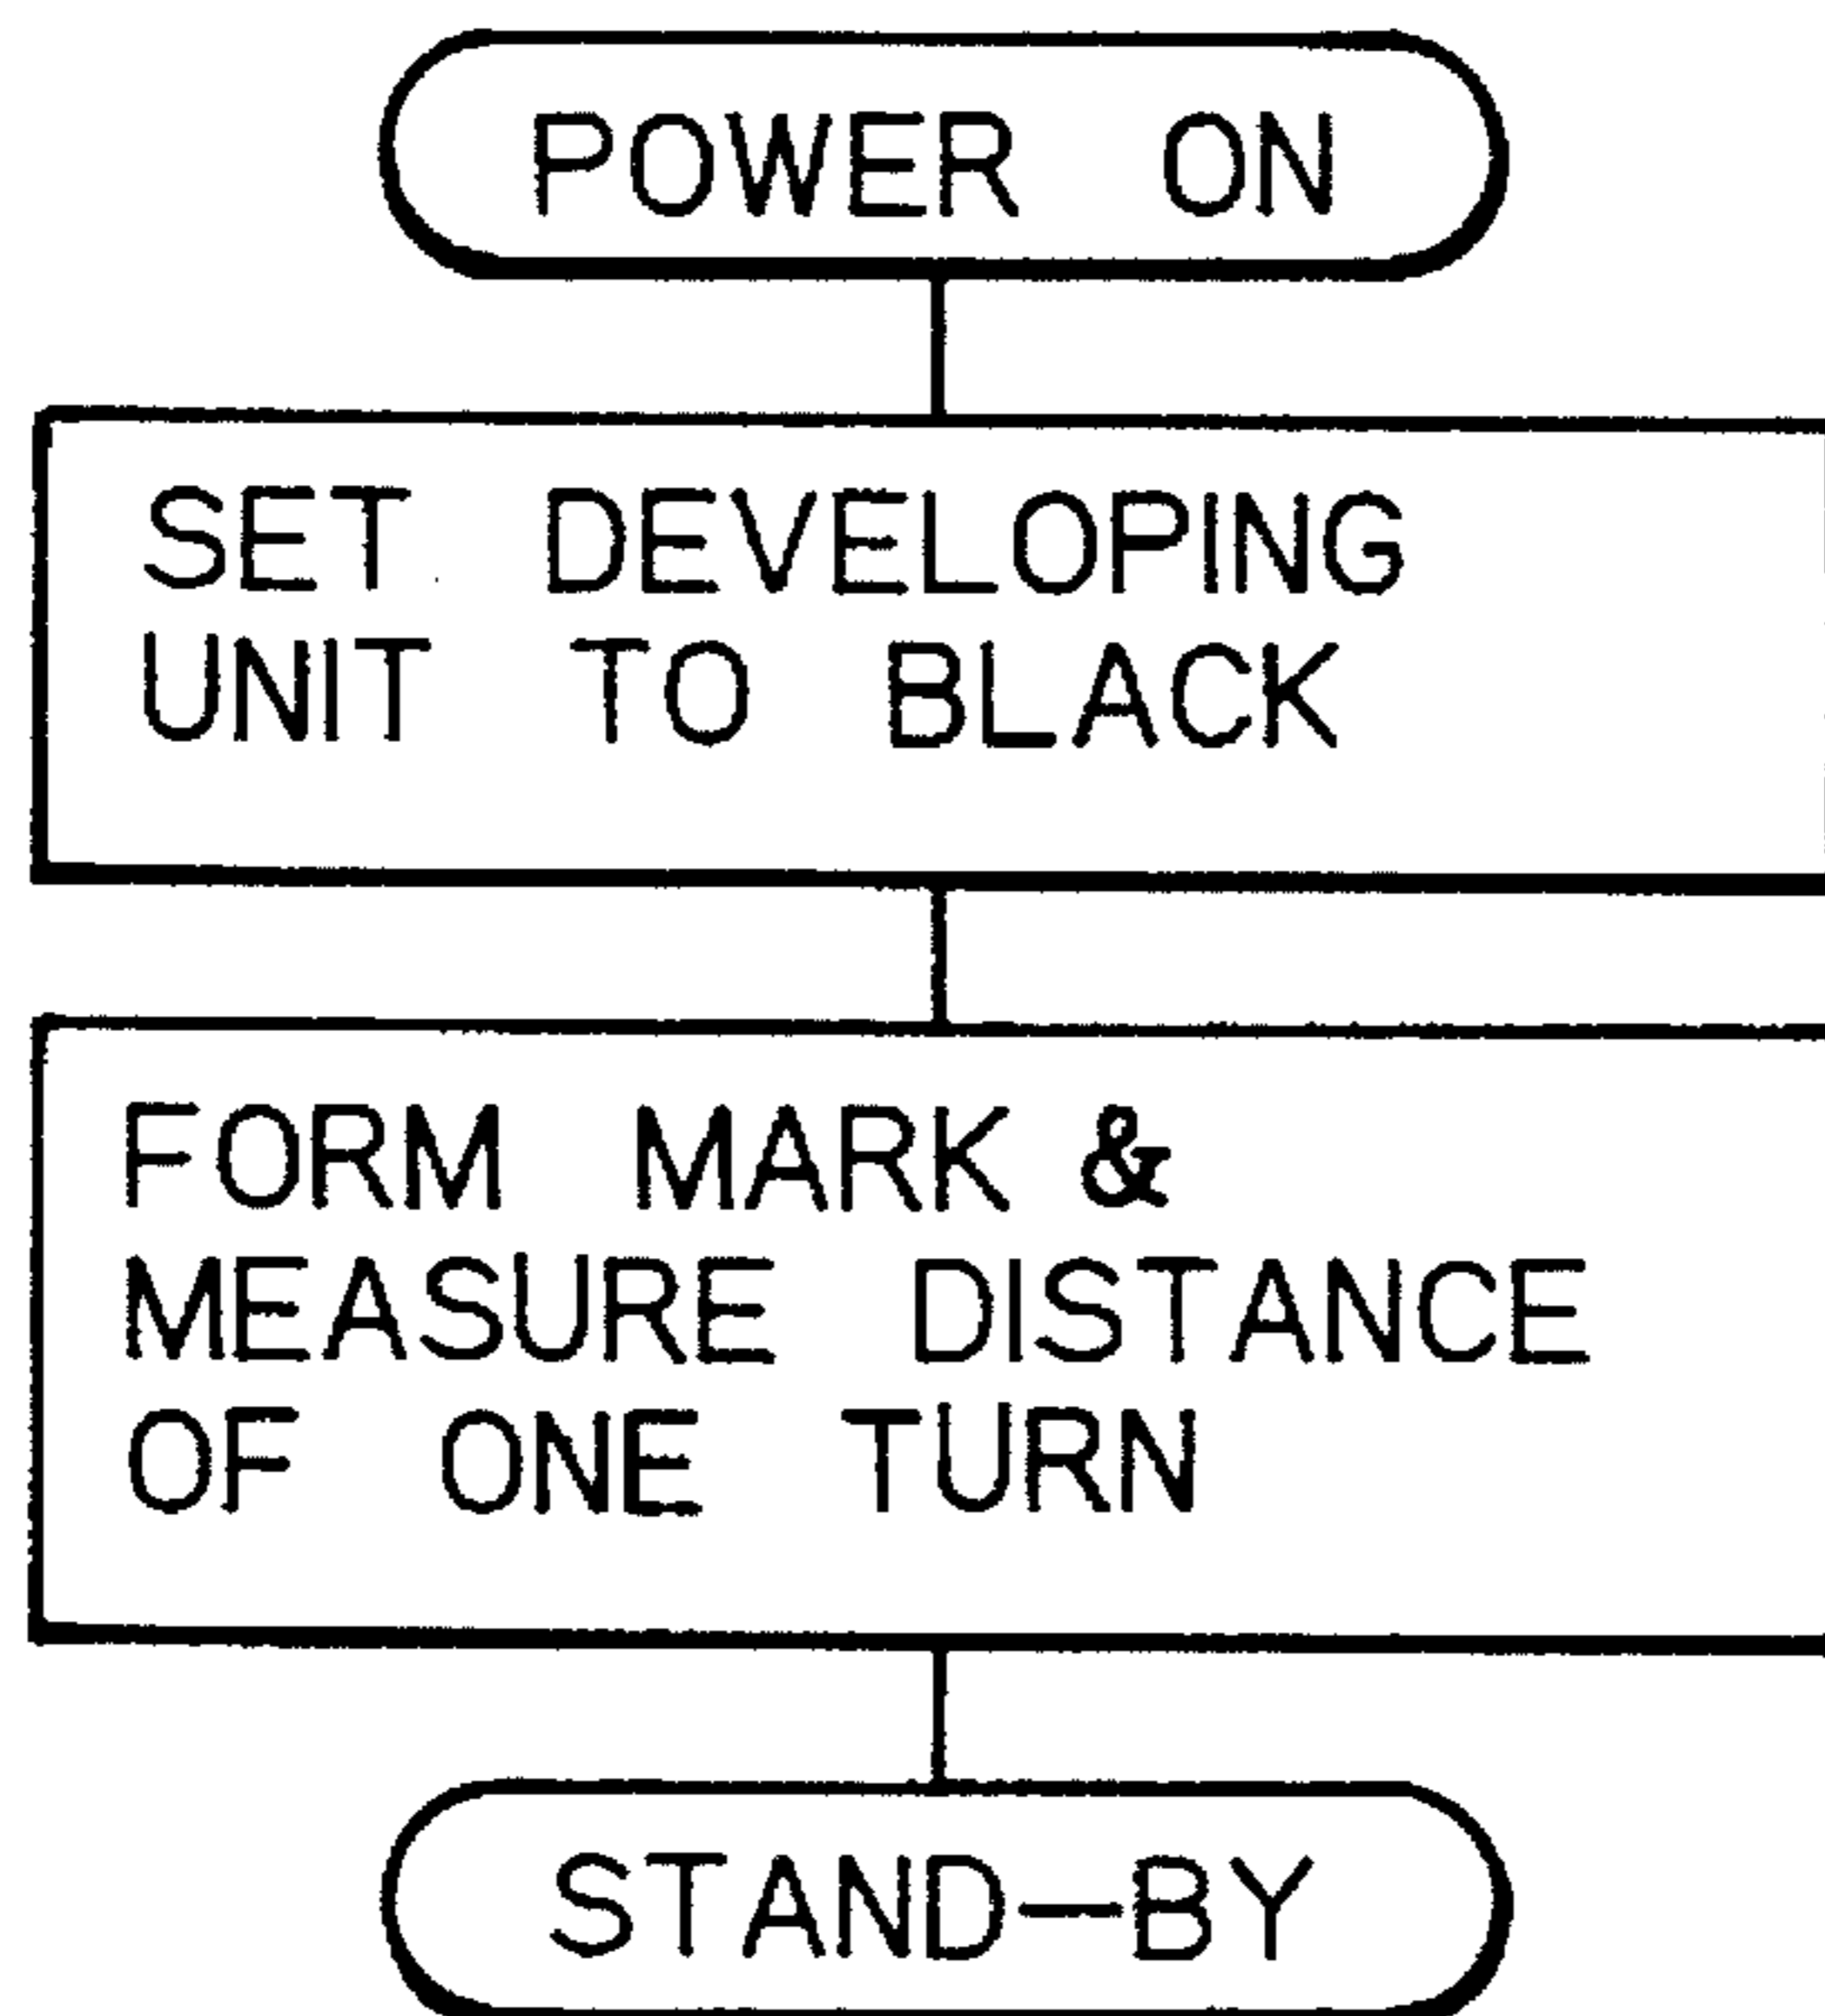 POWER ON
SET DEVELOPING
UNIT TO BLACK
FORM MARK &
MEASURE DISTANCE
OF ONE TURN
STAND-BY